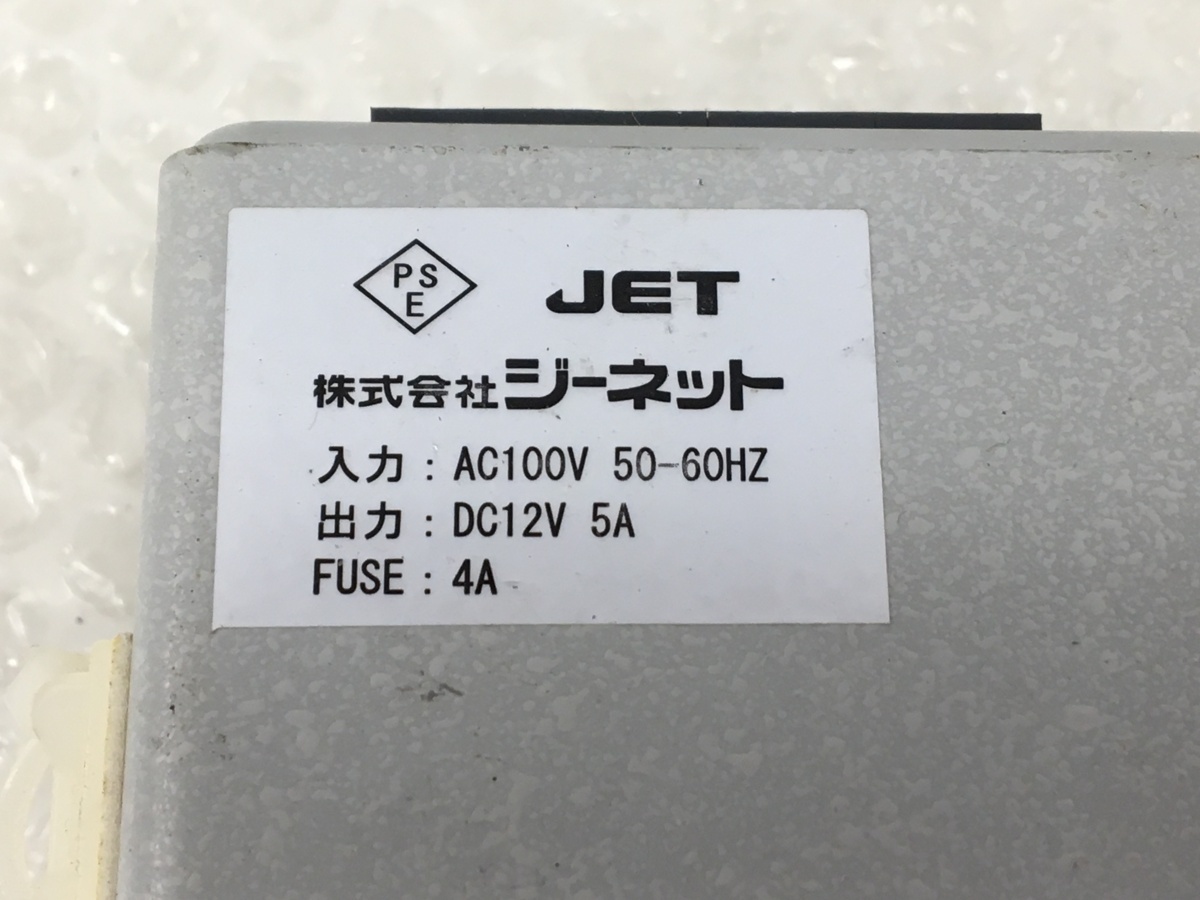 PS
E
JET
株式会社ジーネット
入力：AC100V 50-60HZ
出力：DC12V 5A
FUSE：4A